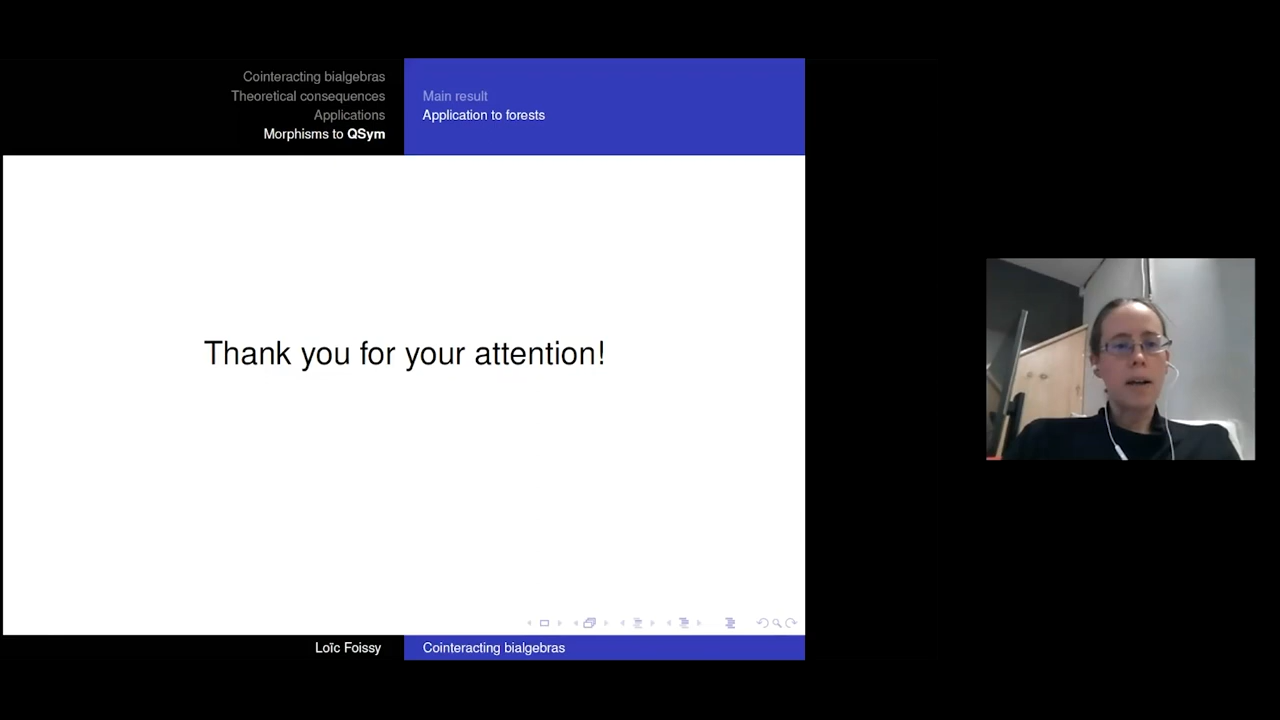 Cointeracting bialgebras
Theoretical consequences
Applications
Morphisms to QSym
Main result
Application to forests
Thank you for your attention!
Loïc Foissy
Cointeracting bialgebras